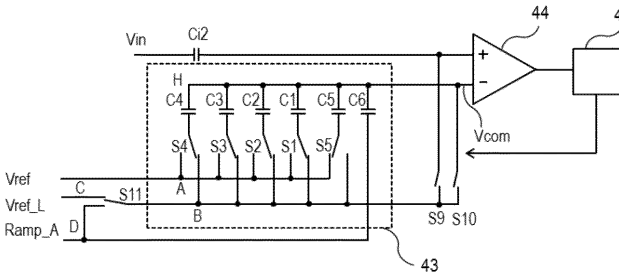 44
4
Vin
Ci2
+
H
C4 C3 C2 C1 C5 C6
−
Vcom
S4 S3 S2 S1 S5
Vref
A
C
S11
Vref_L
B
S9 S10
D
Ramp_A
43